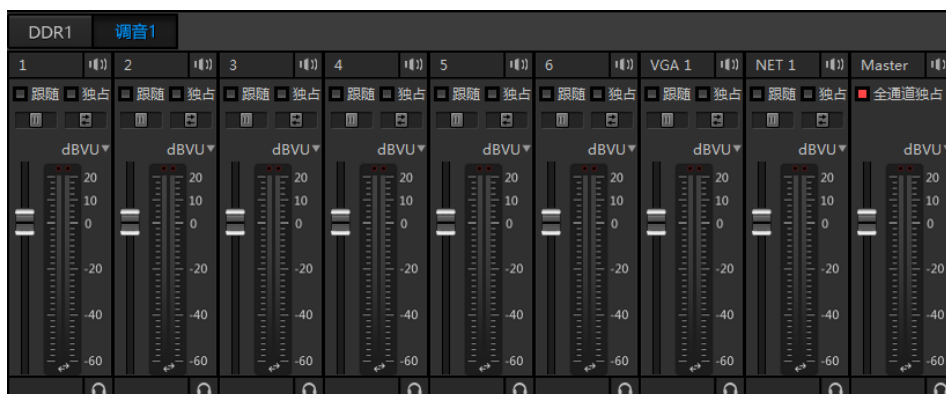 DDR1 调音1
1 2 3 4 5 6 VGA 1 NET 1 Master
跟随 独占 跟随 独占 跟随 独占 跟随 独占 跟随 独占 跟随 独占 跟随 独占 跟随 独占 全通道独占
dBVU dBVU dBVU dBVU dBVU dBVU dBVU dBVU dBVU
20 20 20 20 20 20 20 20 20
10 10 10 10 10 10 10 10 10
0 0 0 0 0 0 0 0 0
-20 -20 -20 -20 -20 -20 -20 -20 -20
-40 -40 -40 -40 -40 -40 -40 -40 -40
-60 -60 -60 -60 -60 -60 -60 -60 -60